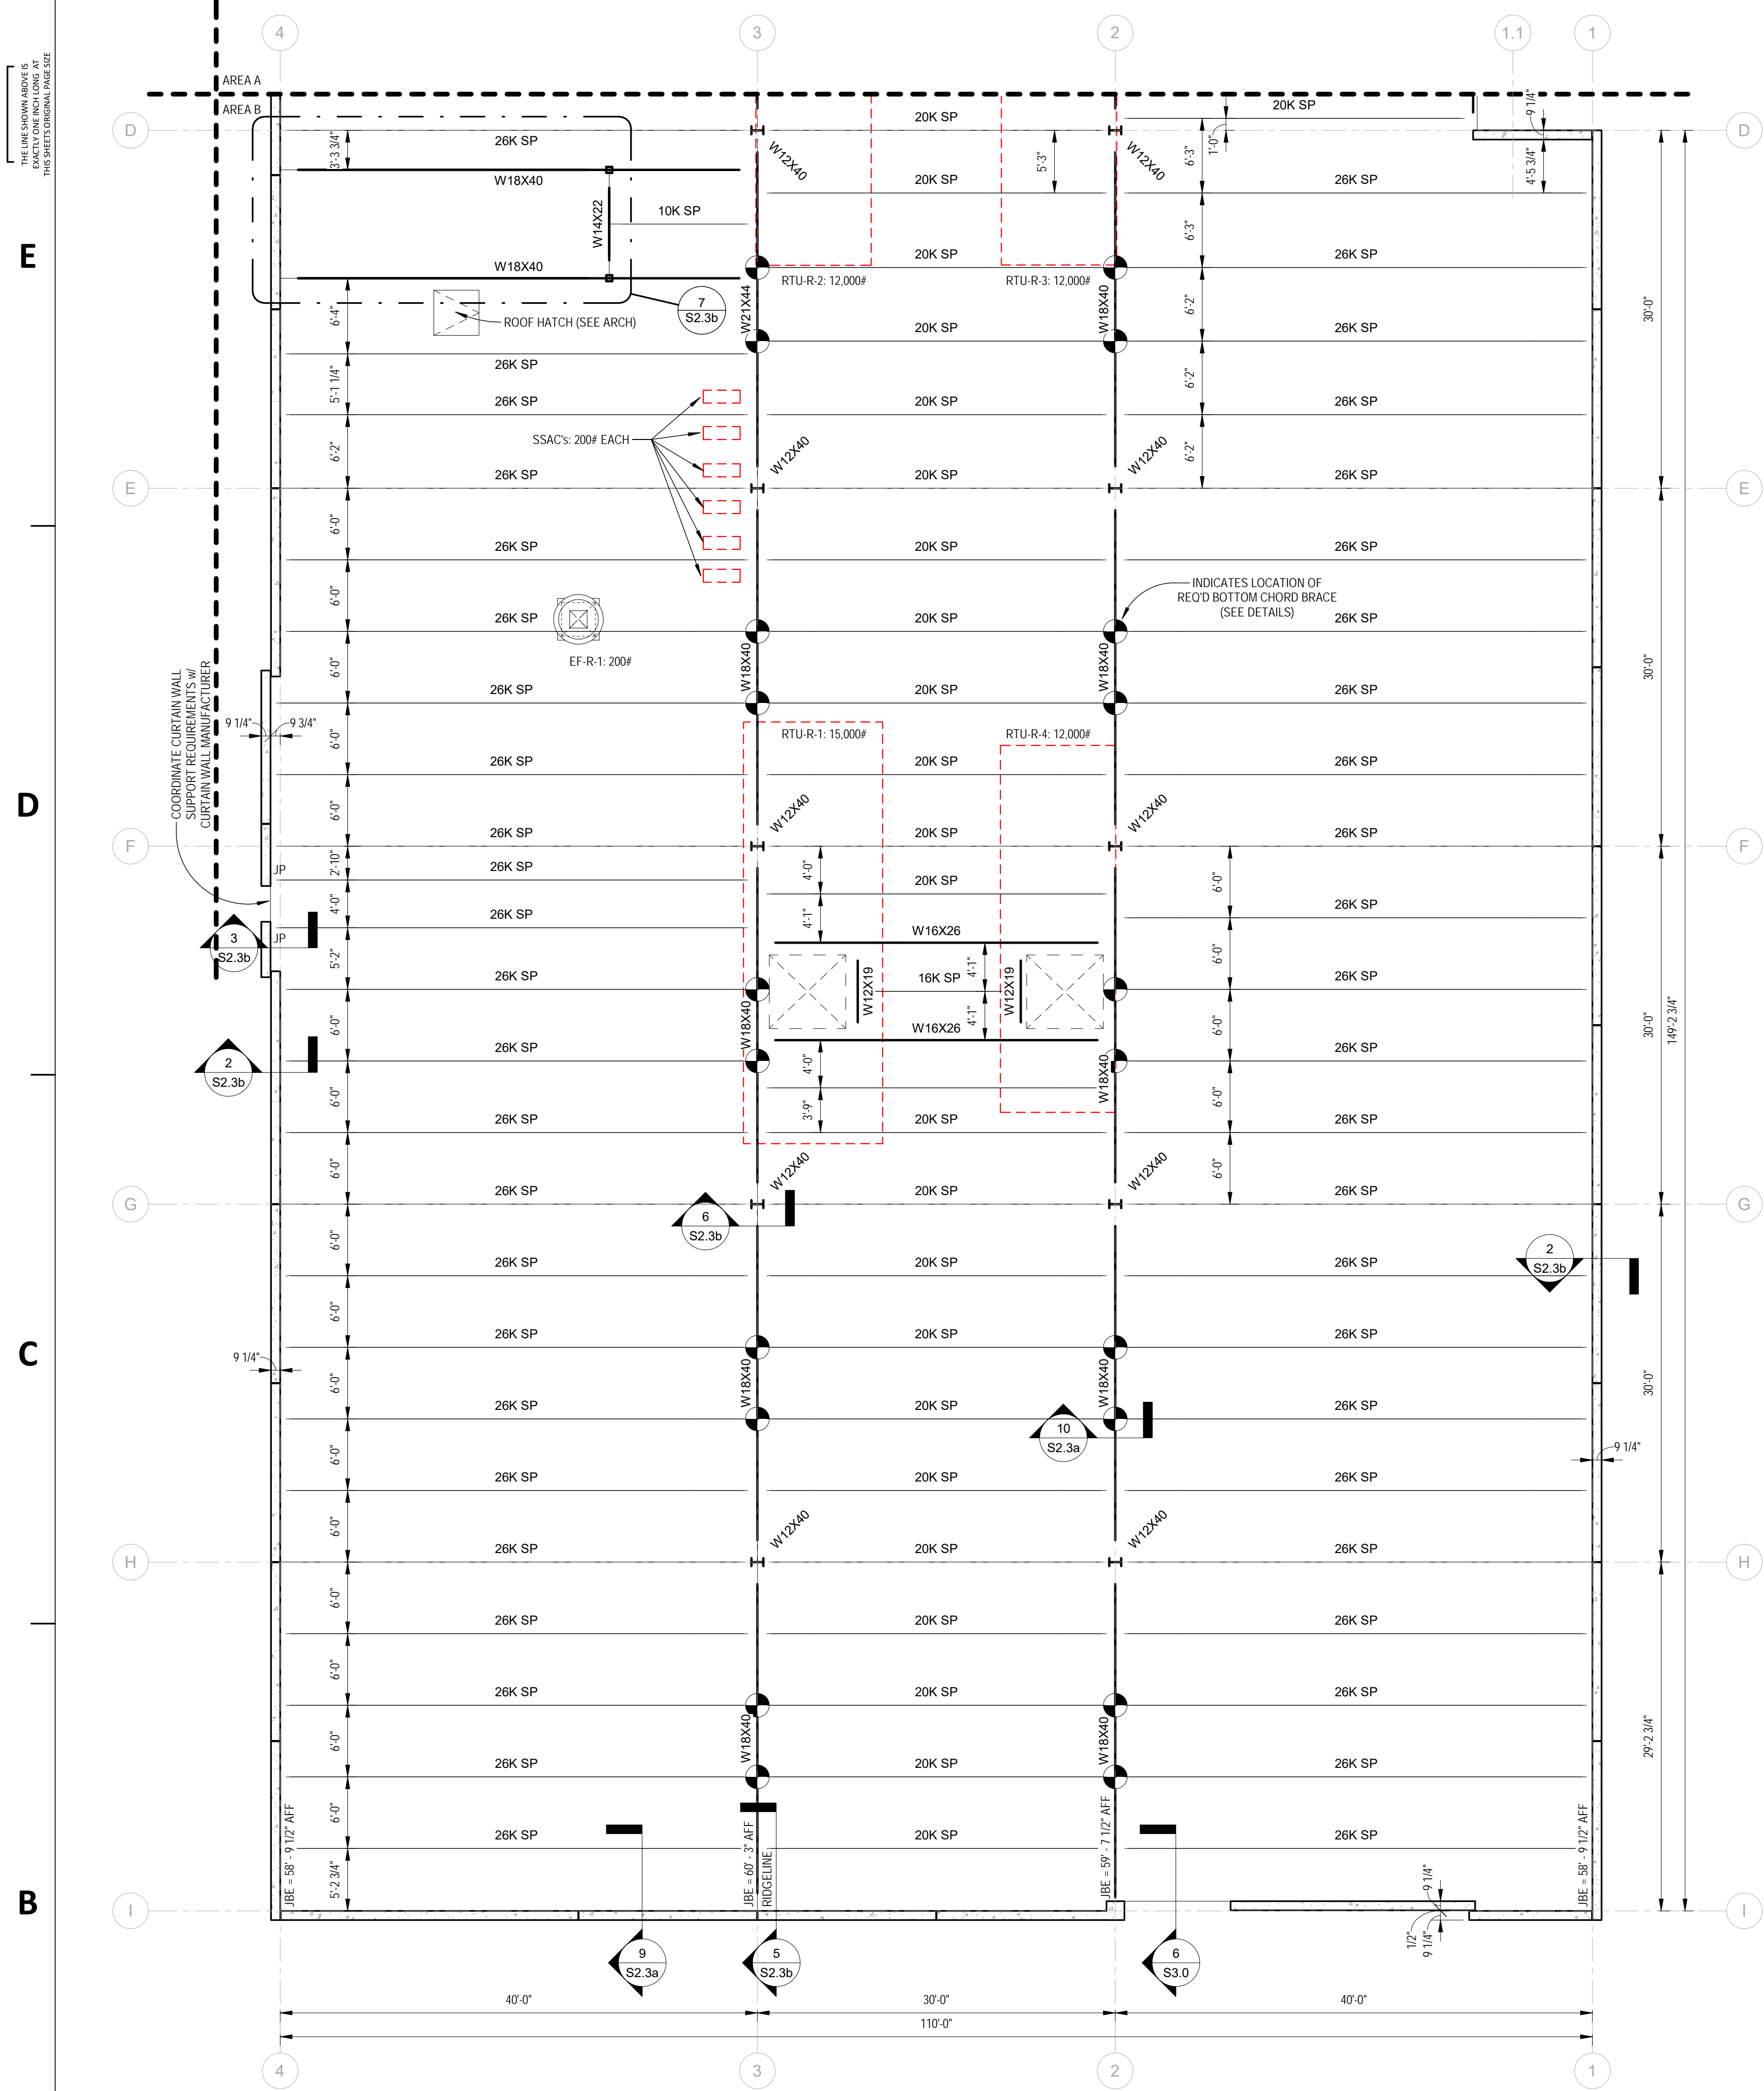 THE LINE SHOWN ABOVE IS
EXACTLY ONE INCH LONG AT
THIS SHEETS ORIGINAL PAGE SIZE
E
D
C
B
4
3
2
1.1
1
AREA A
AREA B
D
26K SP
20K SP
20K SP
D
3'-3 3/4"
W18X40
W12X40
5'-3"
W12X40
6'-3"
1'-0"
9 1/4"
4'-5 3/4"
20K SP
26K SP
W14X22
10K SP
6'-3"
W18X40
20K SP
26K SP
RTU-R-2: 12,000#
RTU-R-3: 12,000#
7
S2.3b
ROOF HATCH (SEE ARCH)
6'-4"
W21X44
W18X40
6'-2"
30'-0"
20K SP
26K SP
26K SP
5'-1 1/4"
6'-2"
26K SP
20K SP
26K SP
SSAC's: 200# EACH
6'-2"
W12X40
W12X40
6'-2"
E
26K SP
20K SP
26K SP
E
6'-0"
26K SP
20K SP
26K SP
6'-0"
INDICATES LOCATION OF
REQ'D BOTTOM CHORD BRACE
(SEE DETAILS)
26K SP
20K SP
26K SP
EF-R-1: 200#
6'-0"
W18X40
W18X40
30'-0"
26K SP
20K SP
26K SP
COORDINATE CURTAIN WALL
SUPPORT REQUIREMENTS w/
CURTAIN WALL MANUFACTURER
9 1/4"
9 3/4"
6'-0"
RTU-R-1: 15,000#
RTU-R-4: 12,000#
26K SP
20K SP
26K SP
6'-0"
W12X40
W12X40
F
26K SP
20K SP
26K SP
F
JP
2'-10"
26K SP
4'-0"
20K SP
6'-0"
4'-0"
26K SP
4'-1"
26K SP
3
S2.3b
JP
5'-2"
W16X26
6'-0"
26K SP
W12X19
16K SP
4'-1"
W12X19
26K SP
6'-0"
W18X40
W16X26
4'-1"
6'-0"
30'-0"
149'-2 3/4"
2
S2.3b
26K SP
26K SP
6'-0"
4'-0"
W18X40
6'-0"
3'-9"
26K SP
20K SP
26K SP
6'-0"
W12X40
W12X40
6'-0"
G
26K SP
20K SP
26K SP
G
6
S2.3b
6'-0"
2
S2.3b
26K SP
20K SP
26K SP
6'-0"
26K SP
20K SP
26K SP
9 1/4"
6'-0"
W18X40
W18X40
30'-0"
26K SP
20K SP
26K SP
10
S2.3a
6'-0"
9 1/4"
26K SP
20K SP
26K SP
6'-0"
W12X40
W12X40
H
26K SP
20K SP
26K SP
H
6'-0"
26K SP
20K SP
26K SP
6'-0"
26K SP
20K SP
26K SP
6'-0"
W18X40
W18X40
29'-2 3/4"
26K SP
20K SP
26K SP
6'-0"
26K SP
20K SP
26K SP
5'-2 3/4"
JBE = 58' - 9 1/2" AFF
JBE = 60' - 3" AFF
RIDGELINE
JBE = 59' - 7 1/2" AFF
JBE = 58' - 9 1/2" AFF
9 1/4"
I
I
1/2"
9 1/4"
9
S2.3a
5
S2.3b
6
S3.0
40'-0"
30'-0"
40'-0"
110'-0"
4
3
2
1